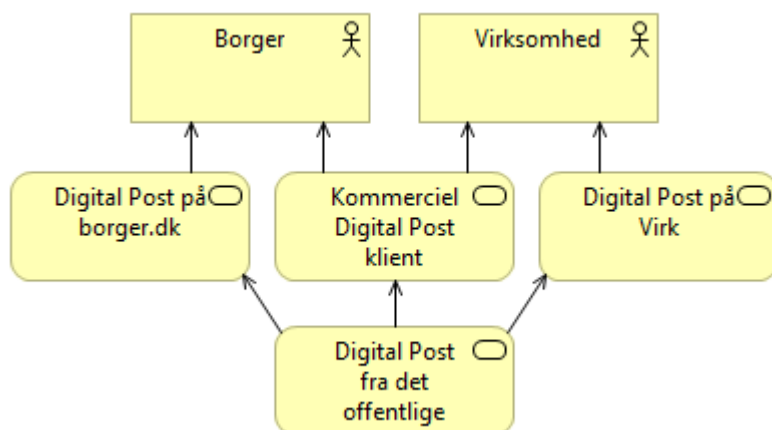 Borger
Virksomhed
Digital Post på
borger.dk
Kommerciel
Digital Post
klient
Digital Post på
Virk
Digital Post
fra det
offentlige